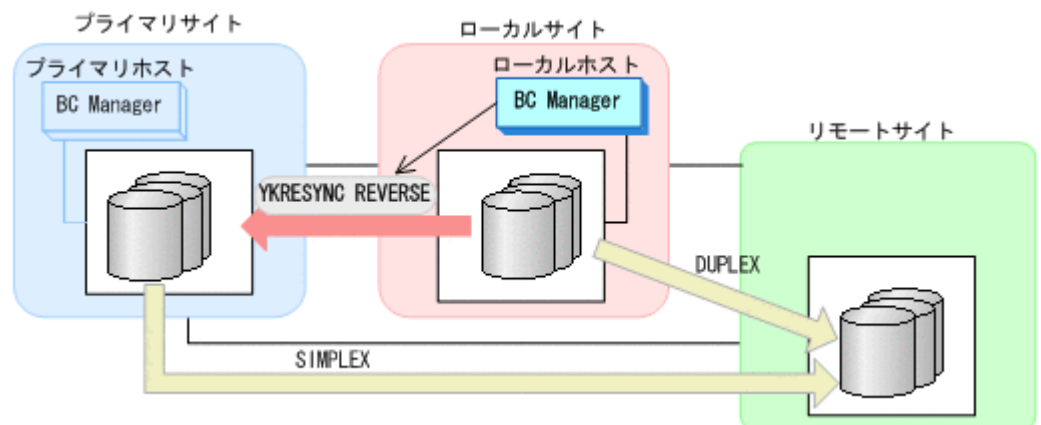 プライマリサイト
ローカルサイト
プライマリホスト
ローカルホスト
BC Manager
BC Manager
リモートサイト
YKRESYNC REVERSE
DUPLEX
SIMPLEX